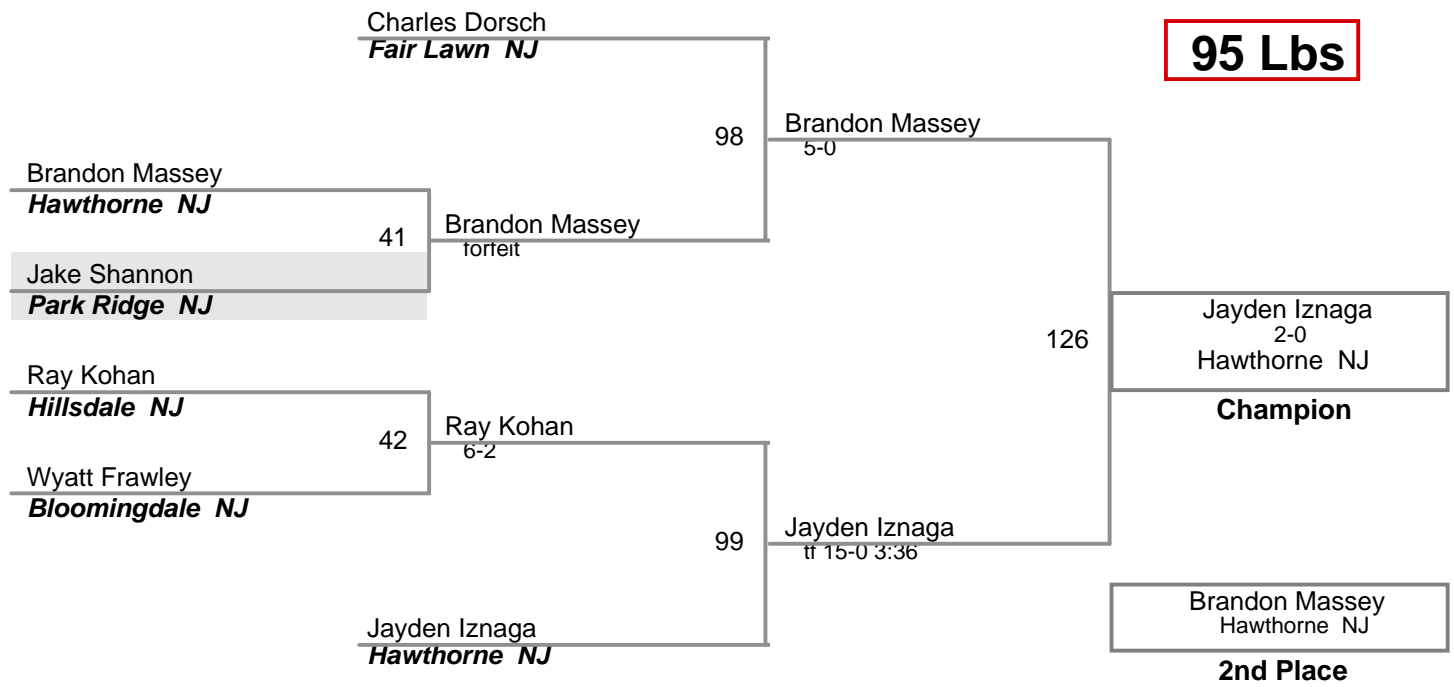 Charles Dorsch
Fair Lawn NJ
95 Lbs
98
Brandon Massey
5-0
Brandon Massey
Hawthorne NJ
41
Brandon Massey
forfeit
Jake Shannon
Park Ridge NJ
126
Jayden Iznaga
2-0
Hawthorne NJ
Champion
Ray Kohan
Hillsdale NJ
42
Ray Kohan
6-2
Wyatt Frawley
Bloomingdale NJ
99
Jayden Iznaga
tf 15-0 3:36
Jayden Iznaga
Hawthorne NJ
Brandon Massey
Hawthorne NJ
2nd Place